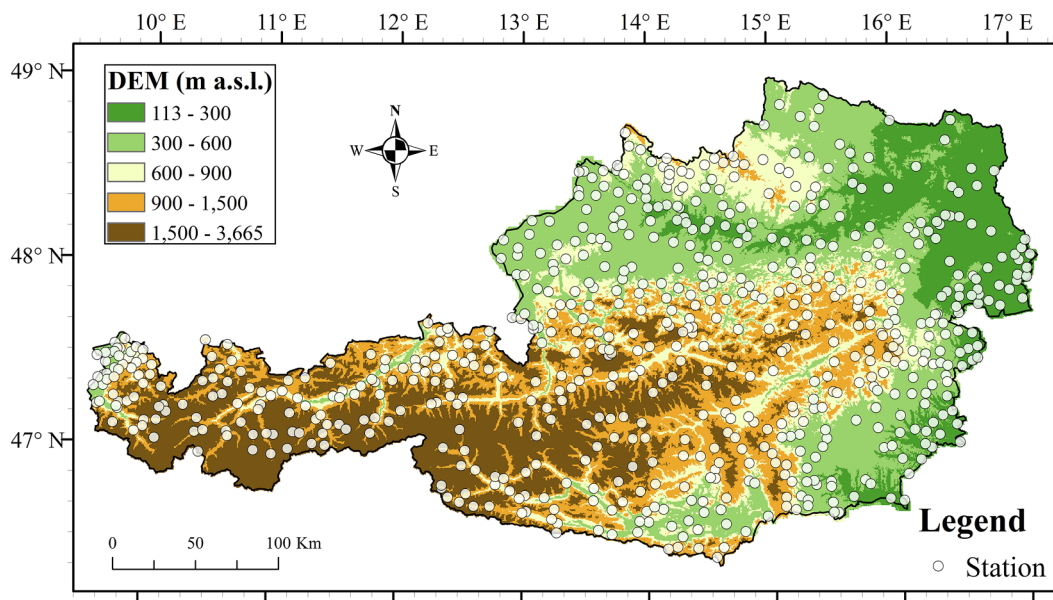 10° E 11° E 12° E 13° E 14° E 15° E 16° E 17° E
49° N
48° N
47° N
DEM (m a.s.l.)
113 - 300
300 - 600
600 - 900
900 - 1,500
1,500 - 3,665
N
W E
S
0 50 100 Km
Legend
Station